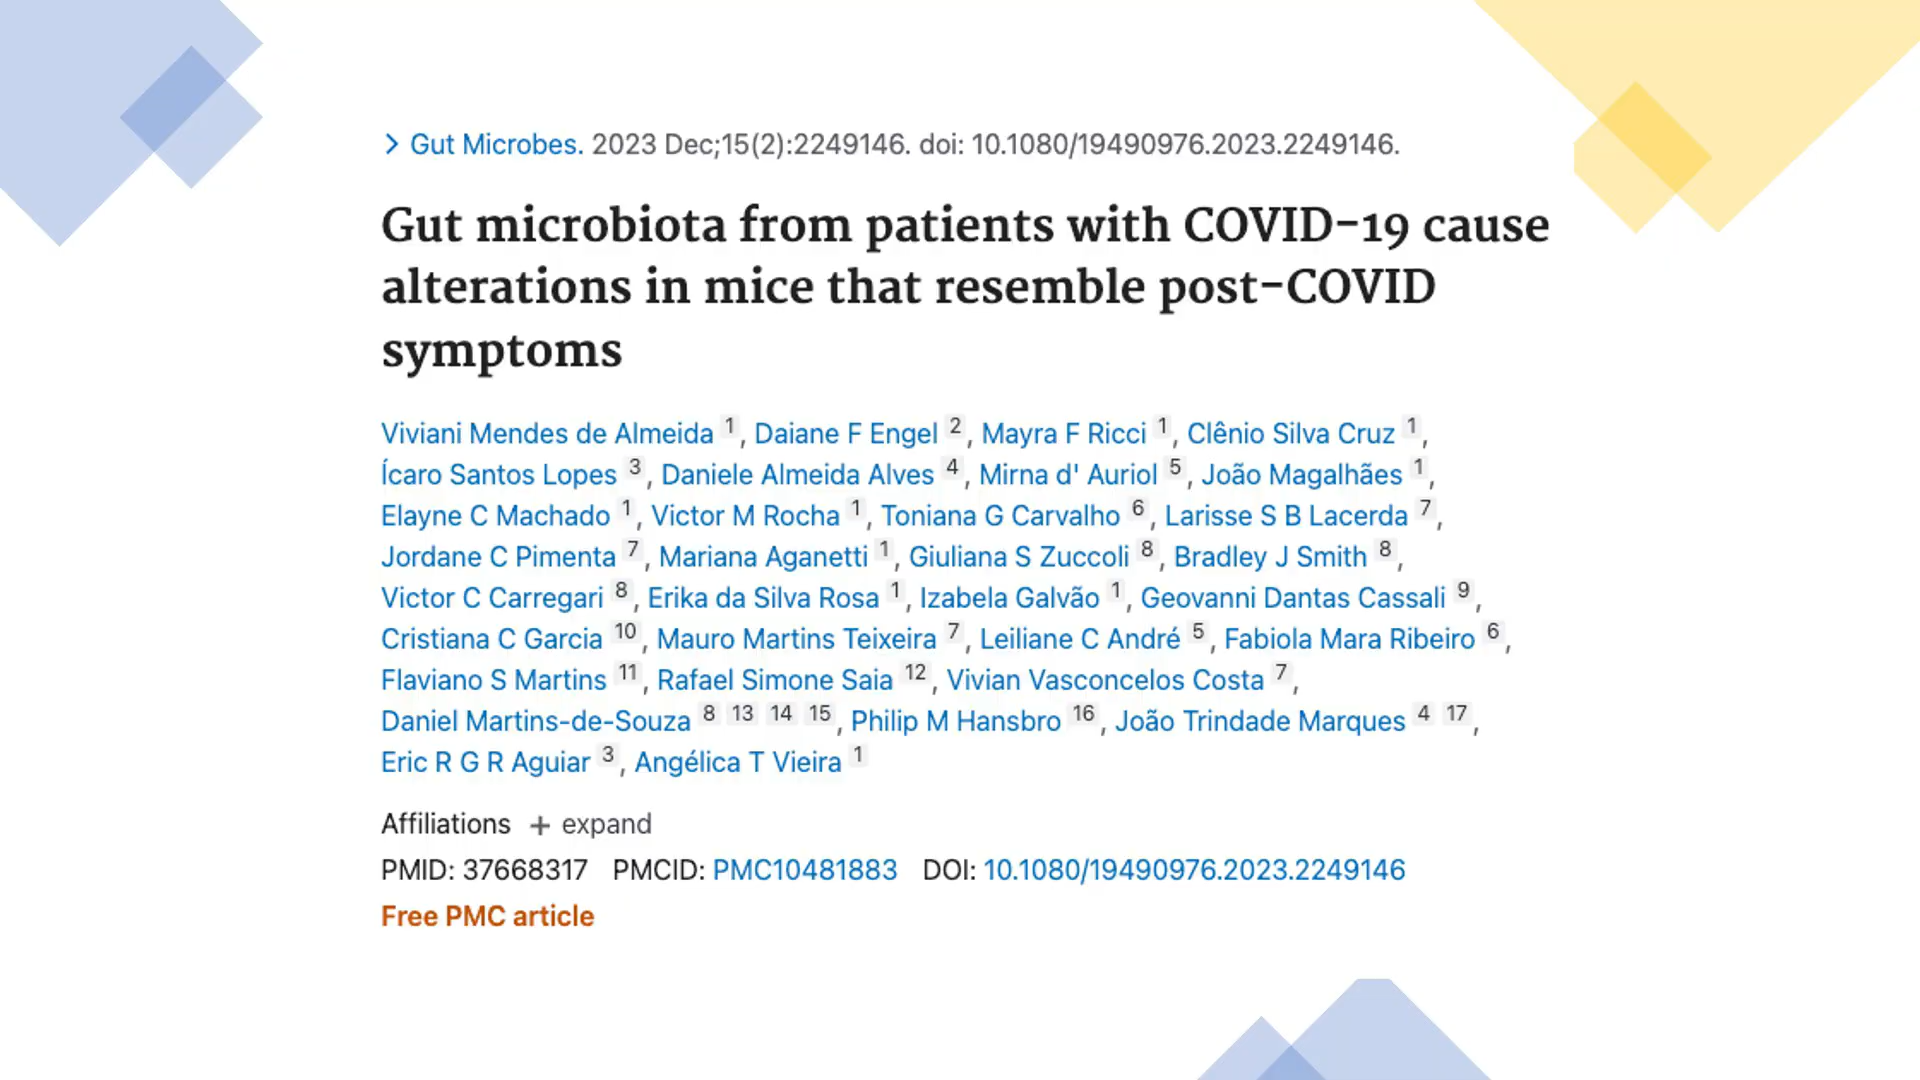 > Gut Microbes. 2023 Dec;15(2):2249146. doi: 10.1080/19490976.2023.2249146.
Gut microbiota from patients with COVID-19 cause
alterations in mice that resemble post-COVID
symptoms
Viviani Mendes de Almeida 1, Daiane F Engel 2, Mayra F Ricci 1, Clênio Silva Cruz 1,
Ícaro Santos Lopes 3, Daniele Almeida Alves 4, Mirna d' Auriol 5, João Magalhães 1,
Elayne C Machado 1, Victor M Rocha 1, Toniana G Carvalho 6, Larisse S B Lacerda 7,
Jordane C Pimenta 7, Mariana Aganetti 1, Giuliana S Zuccoli 8, Bradley J Smith 8,
Victor C Carregari 8, Erika da Silva Rosa 1, Izabela Galvão 1, Geovanni Dantas Cassali 9,
Cristiana C Garcia 10, Mauro Martins Teixeira 7, Leiliane C André 5, Fabiola Mara Ribeiro 6,
Flaviano S Martins 11, Rafael Simone Saia 12, Vivian Vasconcelos Costa 7,
Daniel Martins-de-Souza 8 13 14 15, Philip M Hansbro 16, João Trindade Marques 4 17,
Eric R G R Aguiar 3, Angélica T Vieira 1
Affiliations + expand
PMID: 37668317 PMCID: PMC10481883 DOI: 10.1080/19490976.2023.2249146
Free PMC article